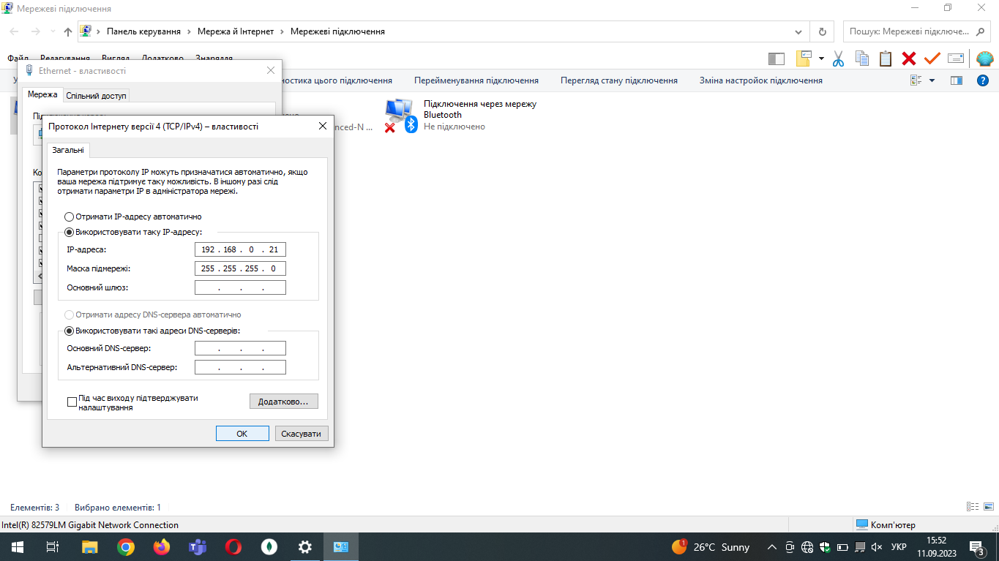 Мережеві підключення
Панель керування
Мережа й Інтернет
Мережеві підключення
Пошук: Мережеві підключе...
Файл Редагування Вигляд Додатково Знаряддя
Перейменування підключення
Перегляд стану підключення
Зміна настройок підключення
цього підключення
Ethernet - властивості
Мережа
Спільний доступ
Підключення через мережу
Bluetooth
Не підключено
Протокол Інтернету версії 4 (TCP/IPv4) – властивості
Загальні
Параметри протоколу IP можуть призначатися автоматично, якщо
ваша мережа підтримує таку можливість. В іншому разі слід
отримати параметри IP в адміністратора мережі.
Отримати IP-адресу автоматично
Використовувати таку IP-адресу:
IP-адреса: 192 . 168 . 0 . 21
Маска підмережі: 255 . 255 . 255 . 0
Основний шлюз: . . .
Отримати адресу DNS-сервера автоматично
Використовувати такі адреси DNS-серверів:
Основний DNS-сервер: . . .
Альтернативний DNS-сервер: . . .
Під час виходу підтверджувати
налаштування
Додатково...
OK
Скасувати
Елементів: 3 Вибрано елементів: 1
Intel(R) 82579LM Gigabit Network Connection
Комп'ютер
26°C Sunny
УКР
15:52
11.09.2023
3